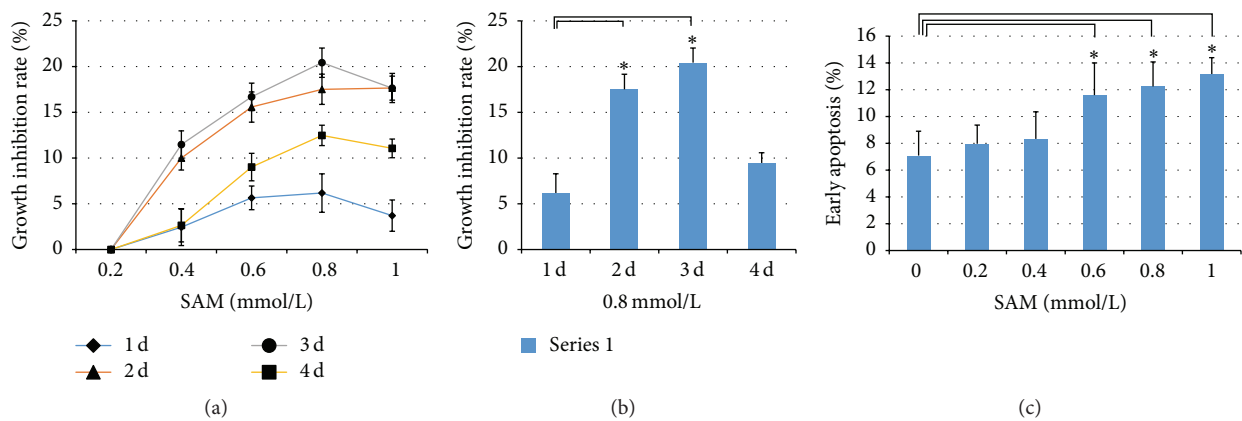 Growth inhibition rate (%)
25
20
15
10
5
0
0.2 0.4 0.6 0.8 1
SAM (mmol/L)
1 d 3 d
2 d 4 d
(a)
Growth inhibition rate (%)
25
20
15
10
5
0
* *
1 d 2 d 3 d 4 d
0.8 mmol/L
Series 1
(b)
Early apoptosis (%)
16
14
12
10
8
6
4
2
0
* * *
0 0.2 0.4 0.6 0.8 1
SAM (mmol/L)
(c)